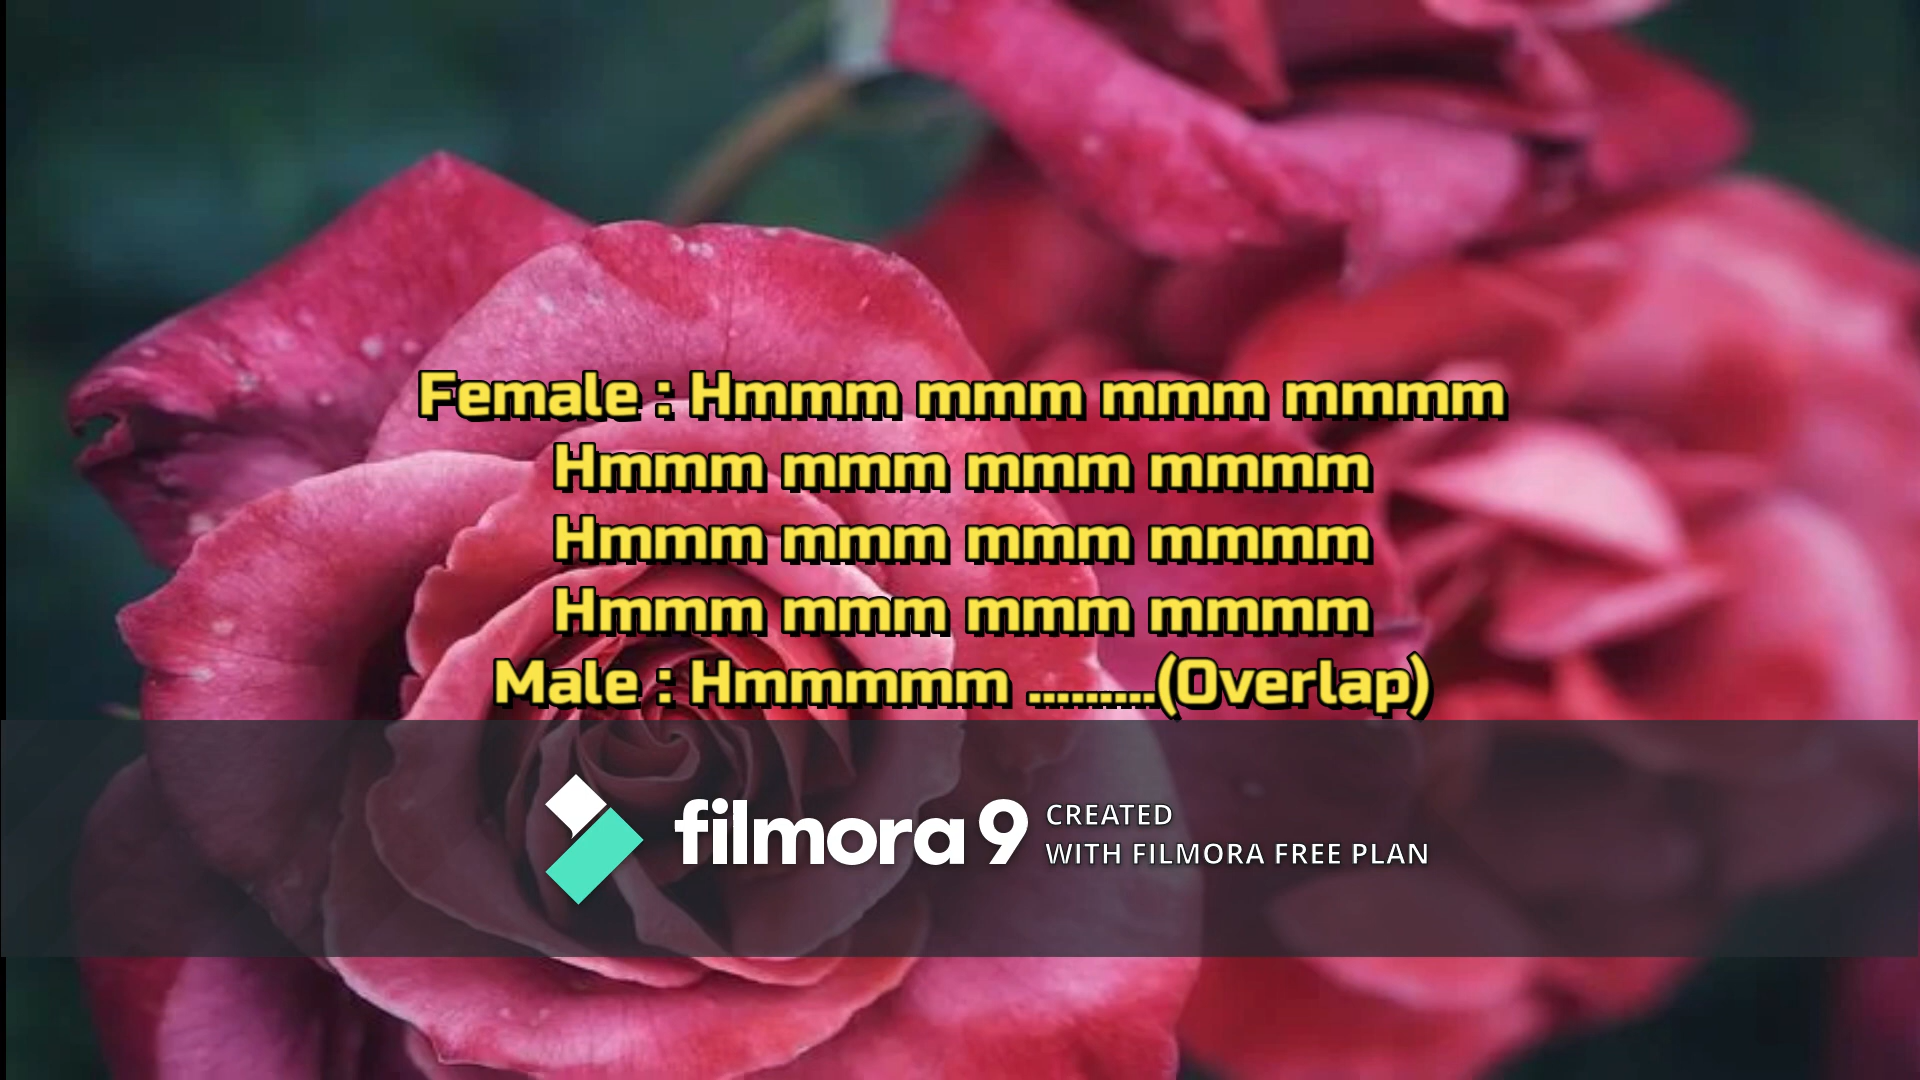 Female : Hmmm mmm mmm mmmm
Hmmm mmm mmm mmmm
Hmmm mmm mmm mmmm
Hmmm mmm mmm mmmm
Male : Hmmmmm .........(Overlap)
filmora 9 CREATED
WITH FILMORA FREE PLAN